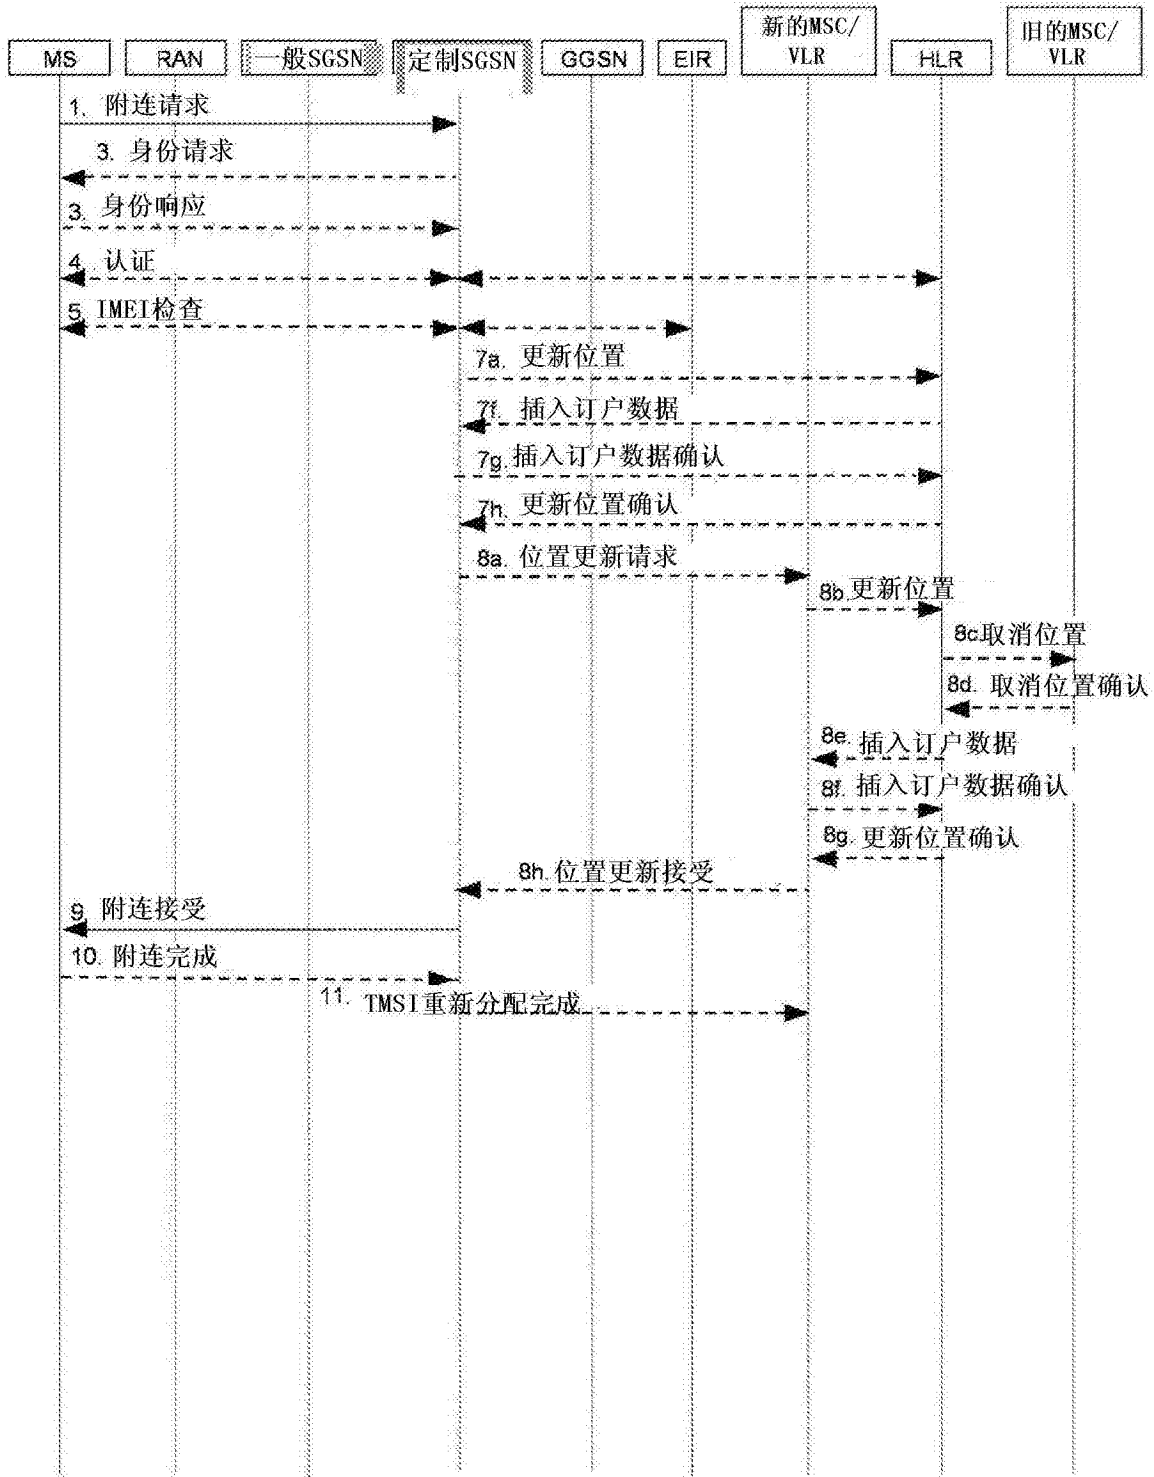 MS
RAN
一般SGSN
定制SGSN
GGSN
EIR
新的MSC/
VLR
HLR
旧的MSC/
VLR
1. 附连请求
3. 身份请求
3. 身份响应
4. 认证
5. IMEI检查
7a. 更新位置
7f. 插入订户数据
7g. 插入订户数据确认
7h. 更新位置确认
8a. 位置更新请求
8b. 更新位置
8c. 取消位置
8d. 取消位置确认
8e. 插入订户数据
8f. 插入订户数据确认
8g. 更新位置确认
8h. 位置更新接受
9. 附连接受
10. 附连完成
11. TMSI重新分配完成